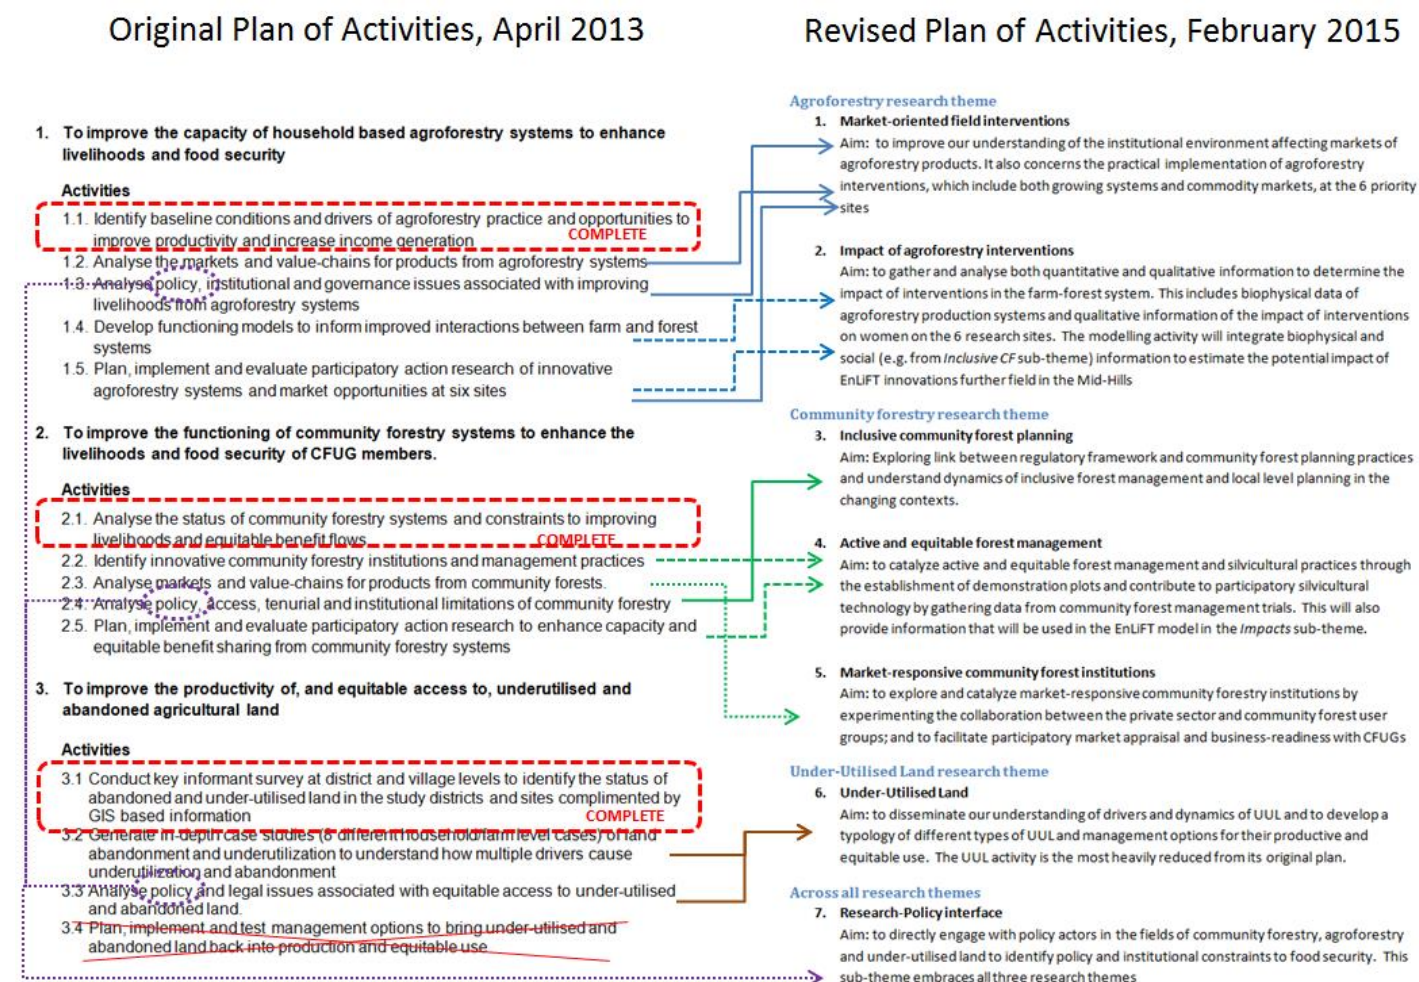 Original Plan of Activities, April 2013
1. To improve the capacity of household based agroforestry systems to enhance
livelihoods and food security
Activities
1.1. Identify baseline conditions and drivers of agroforestry practice and opportunities to
improve productivity and increase income generation
COMPLETE
1.2. Analyse the markets and value-chains for products from agroforestry systems
1.3. Analyse policy, institutional and governance issues associated with improving
livelihoods from agroforestry systems
1.4. Develop functioning models to inform improved interactions between farm and forest
systems
1.5. Plan, implement and evaluate participatory action research of innovative
agroforestry systems and market opportunities at six sites
2. To improve the functioning of community forestry systems to enhance the
livelihoods and food security of CFUG members.
Activities
2.1. Analyse the status of community forestry systems and constraints to improving
livelihoods and equitable benefit flows
COMPLETE
2.2. Identify innovative community forestry institutions and management practices
2.3. Analyse markets and value-chains for products from community forests.
2.4. Analyse policy, access, tenurial and institutional limitations of community forestry
2.5. Plan, implement and evaluate participatory action research to enhance capacity and
equitable benefit sharing from community forestry systems
3. To improve the productivity of, and equitable access to, underutilised and
abandoned agricultural land
Activities
3.1 Conduct key informant survey at district and village levels to identify the status of
abandoned and under-utilised land in the study districts and sites complimented by
GIS based information
COMPLETE
3.2 Generate in-depth case studies (8 different household/farm level cases) of land
abandonment and underutilization to understand how multiple drivers cause
underutilization and abandonment
3.3 Analyse policy and legal issues associated with equitable access to under-utilised
and abandoned land.
3.4 Plan, implement and test management options to bring under-utilised and
abandoned land back into production and equitable use
Revised Plan of Activities, February 2015
Agroforestry research theme
1. Market-oriented field interventions
Aim: to improve our understanding of the institutional environment affecting markets of
agroforestry products. It also concerns the practical implementation of agroforestry
interventions, which include both growing systems and commodity markets, at the 6 priority
sites
2. Impact of agroforestry interventions
Aim: to gather and analyse both quantitative and qualitative information to determine the
impact of interventions in the farm-forest system. This includes biophysical data of
agroforestry production systems and qualitative information of the impact of interventions
on women on the 6 research sites. The modelling activity will integrate biophysical and
social (e.g. from Inclusive CF sub-theme) information to estimate the potential impact of
EnLiFT innovations further field in the Mid-Hills
Community forestry research theme
3. Inclusive community forest planning
Aim: Exploring link between regulatory framework and community forest planning practices
and understand dynamics of inclusive forest management and local level planning in the
changing contexts.
4. Active and equitable forest management
Aim: to catalyze active and equitable forest management and silvicultural practices through
the establishment of demonstration plots and contribute to participatory silvicultural
technology by gathering data from community forest management trials. This will also
provide information that will be used in the EnLiFT model in the Impacts sub-theme.
5. Market-responsive community forest institutions
Aim: to explore and catalyze market-responsive community forestry institutions by
experimenting the collaboration between the private sector and community forest user
groups; and to facilitate participatory market appraisal and business-readiness with CFUGs
Under-Utilised Land research theme
6. Under-Utilised Land
Aim: to disseminate our understanding of drivers and dynamics of UUL and to develop a
typology of different types of UUL and management options for their productive and
equitable use. The UUL activity is the most heavily reduced from its original plan.
Across all research themes
7. Research-Policy interface
Aim: to directly engage with policy actors in the fields of community forestry, agroforestry
and under-utilised land to identify policy and institutional constraints to food security. This
sub-theme embraces all three research themes